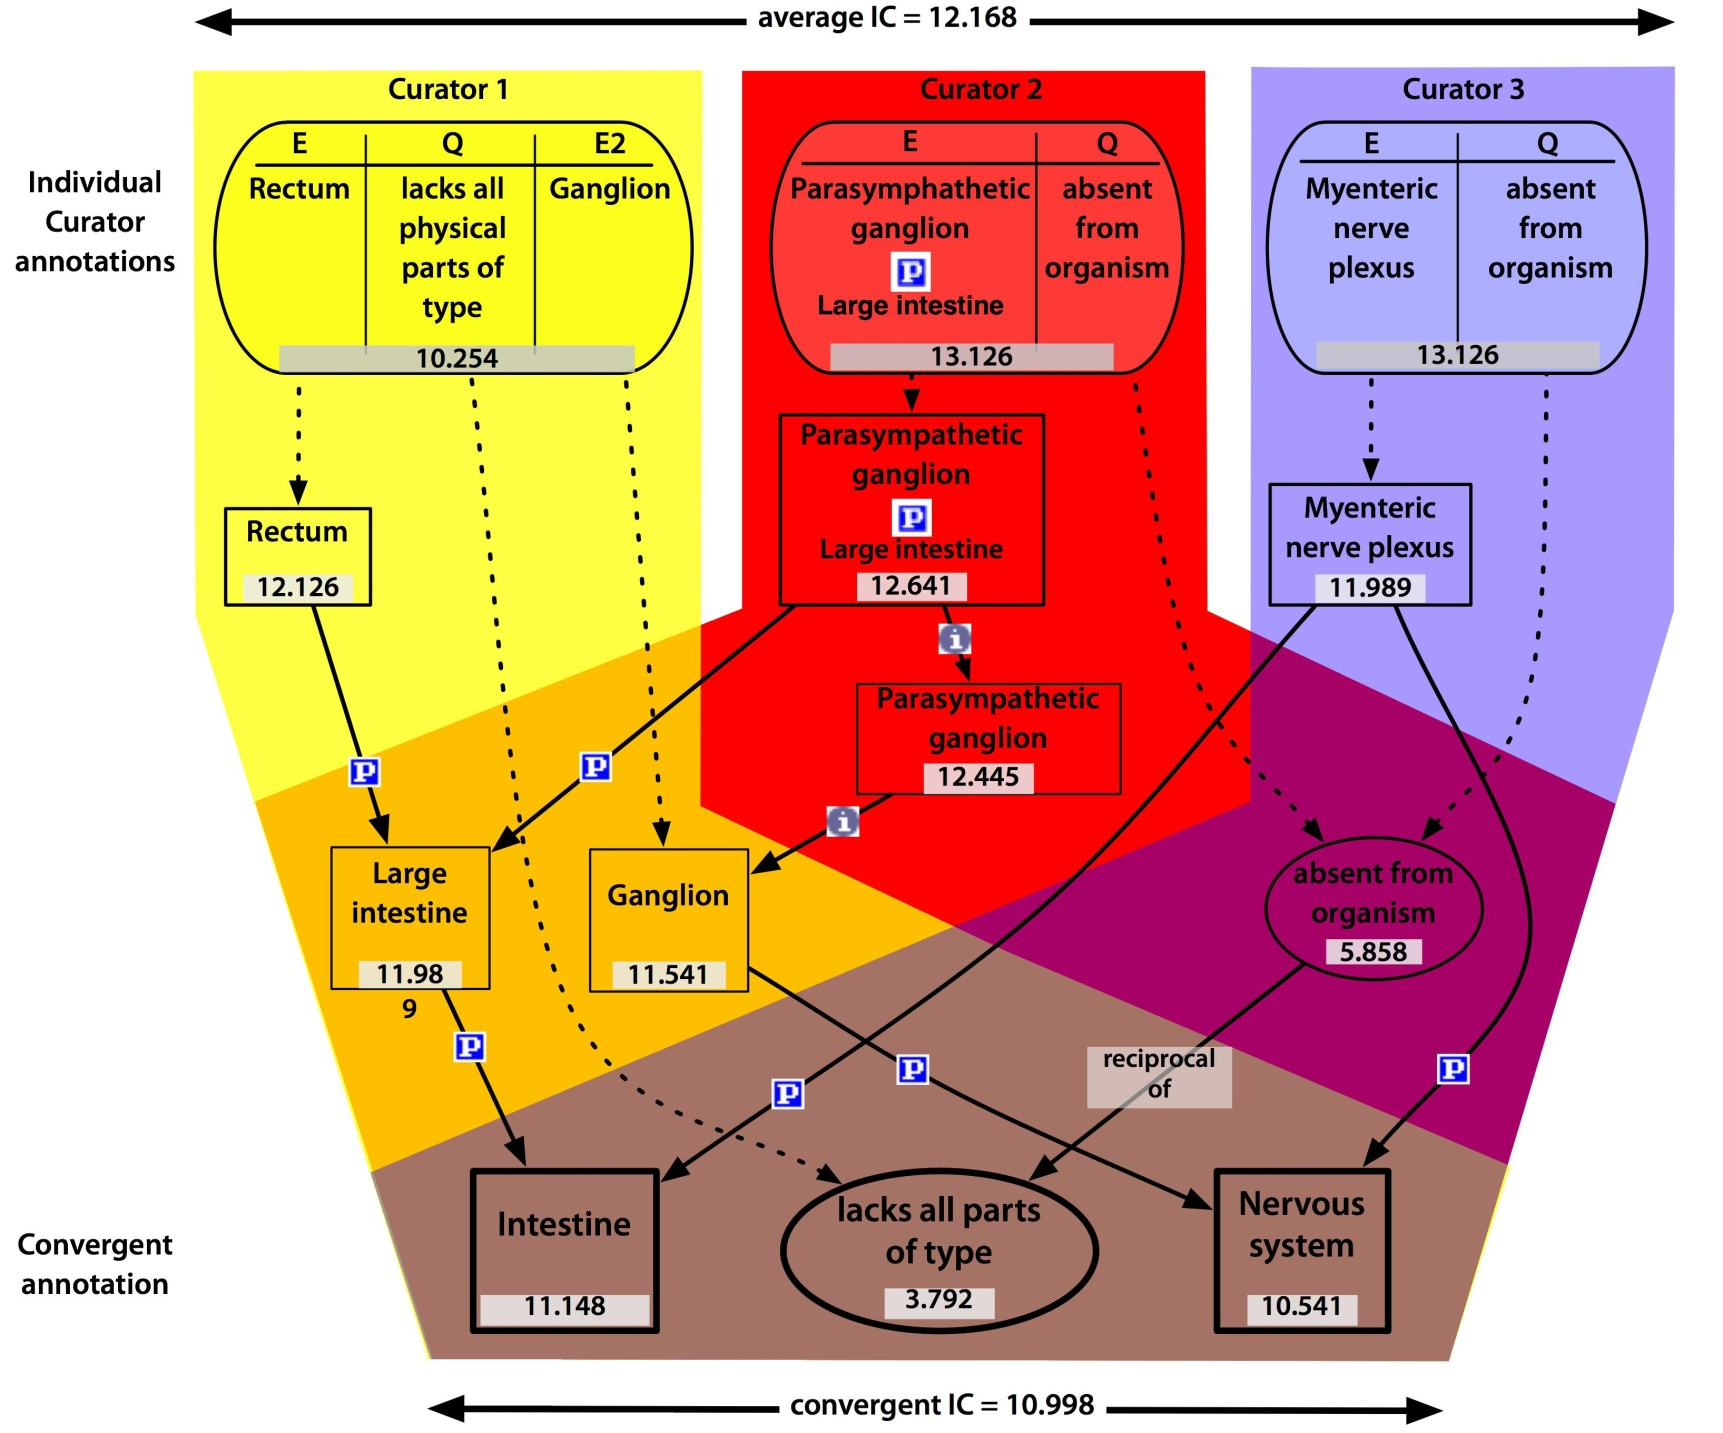 average IC = 12.168
Curator 1
Curator 2
Curator 3
Individual
Curator
annotations
E Q E2
Rectum
lacks all
physical
parts of
type
Ganglion
10.254
E Q
Parasymphathetic
ganglion
P
Large intestine
absent
from
organism
13.126
E Q
Myenteric
nerve
plexus
absent
from
organism
13.126
Rectum
12.126
Parasympathetic
ganglion
P
Large intestine
12.641
Myenteric
nerve plexus
11.989
i
Parasympathetic
ganglion
12.445
P
P
i
Large
intestine
11.98
9
Ganglion
11.541
absent from
organism
5.858
P
P
P
reciprocal
of
P
Convergent
annotation
Intestine
11.148
lacks all parts
of type
3.792
Nervous
system
10.541
convergent IC = 10.998